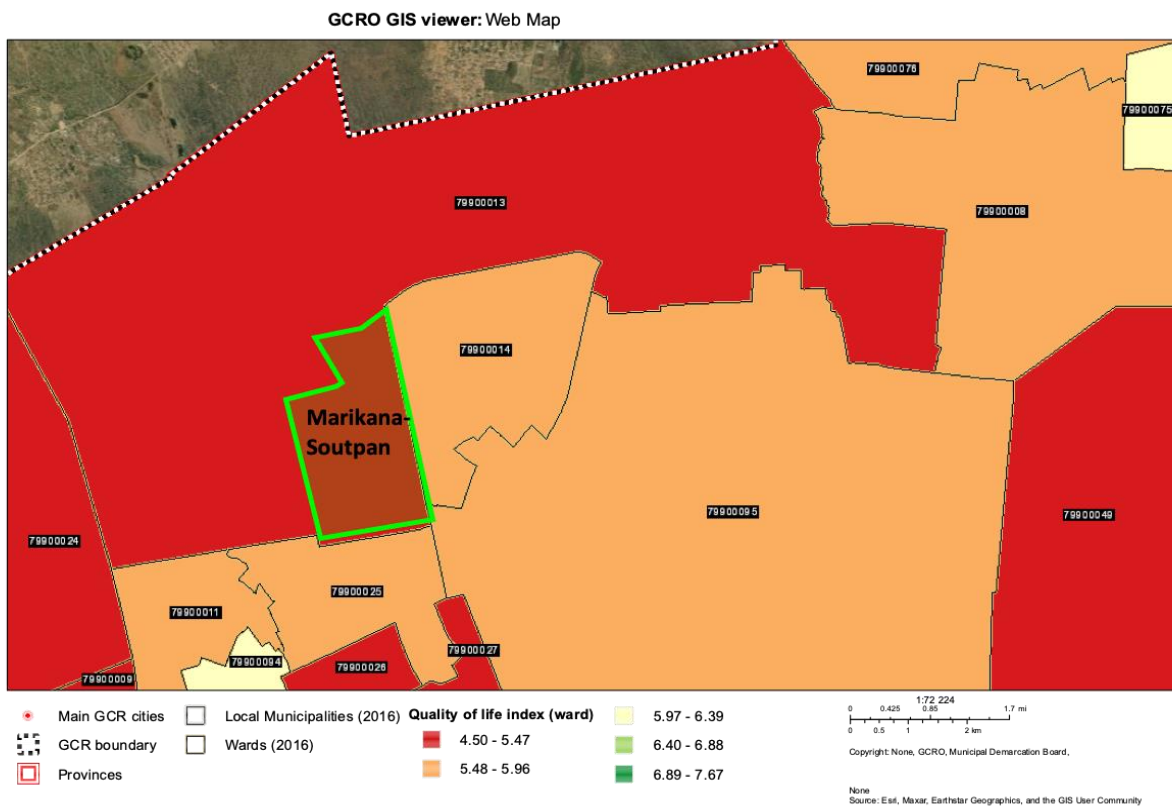 GCRO GIS viewer: Web Map
79900076
79900075
79900013
79900008
79900014
Marikana-
Soutpan
79900095
79900049
79900024
79900025
79900011
79900094
79900027
79900026
79900009
Main GCR cities
GCR boundary
Provinces
Local Municipalities (2016)
Wards (2016)
Quality of life index (ward)
4.50 - 5.47
5.48 - 5.96
5.97 - 6.39
6.40 - 6.88
6.89 - 7.67
1:72 224
0 0.425 0.85 1.7 mi
0 0.5 1 2 km
Copyright: None, GCRO, Municipal Demarcation Board,
None
Source: Esri, Maxar, Earthstar Geographics, and the GIS User Community